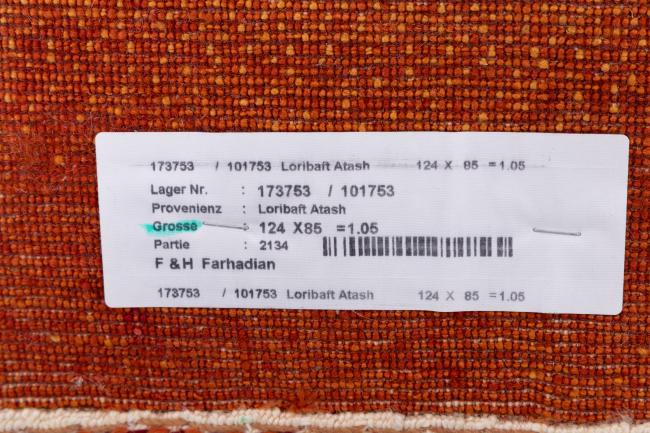 173753 / 101753 Loribaft Atash 124 X 85 =1.05
Lager Nr. : 173753 / 101753
Provenienz : Loribaft Atash
Grosse : 124 X85 =1.05
Partie : 2134
F &H Farhadian
173753 / 101753 Loribaft Atash 124 X 85 =1.05